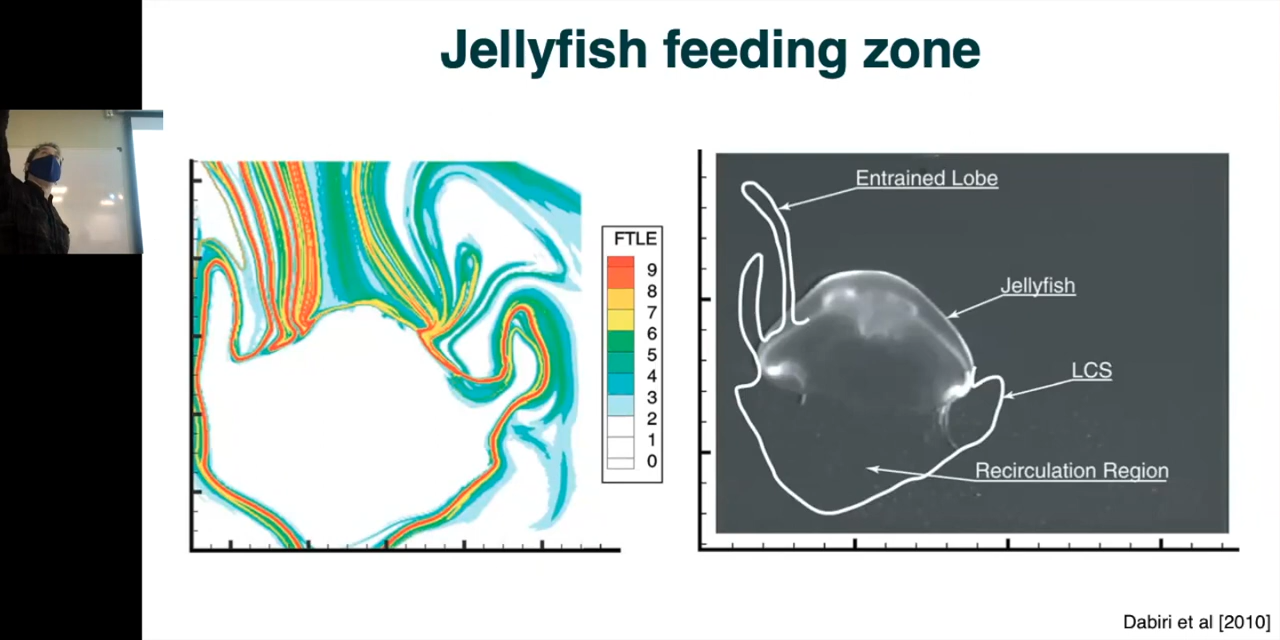 Jellyfish feeding zone
FTLE
9
8
7
6
5
4
3
2
1
0
Entrained Lobe
Jellyfish
LCS
Recirculation Region
Dabiri et al [2010]